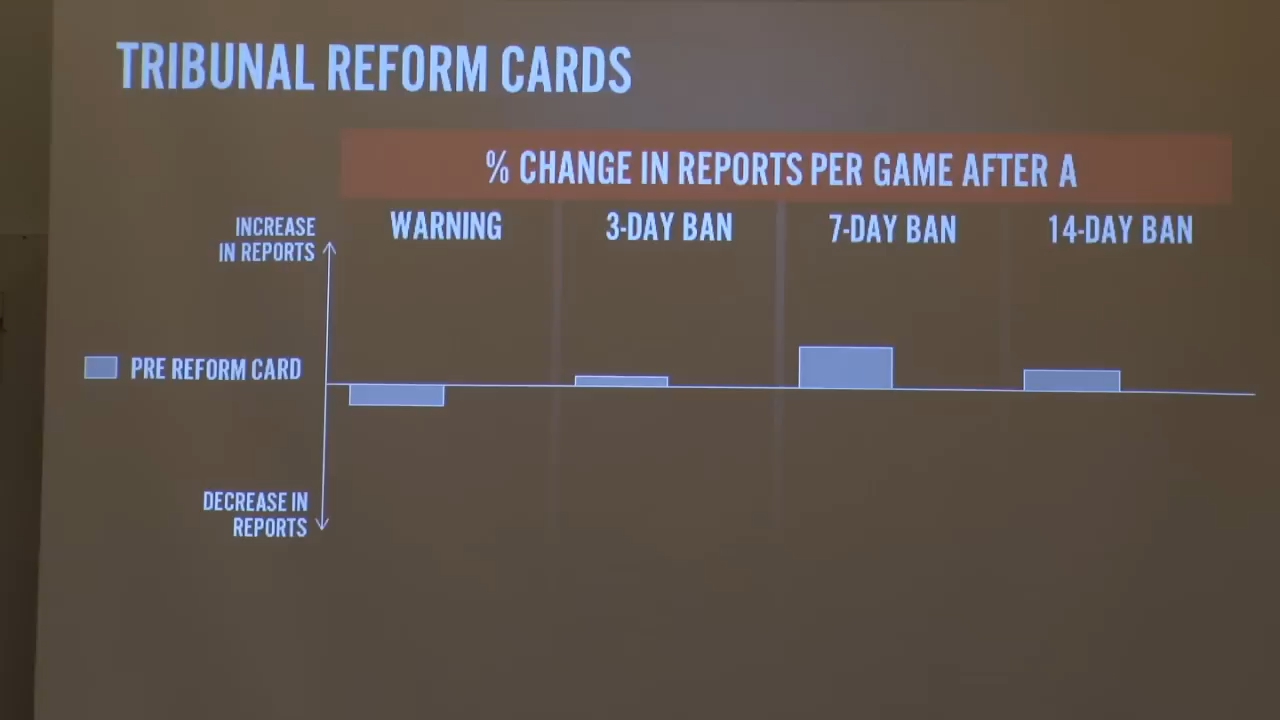 TRIBUNAL REFORM CARDS
% CHANGE IN REPORTS PER GAME AFTER A
WARNING
3-DAY BAN
7-DAY BAN
14-DAY BAN
INCREASE
IN REPORTS
PRE REFORM CARD
DECREASE IN
REPORTS